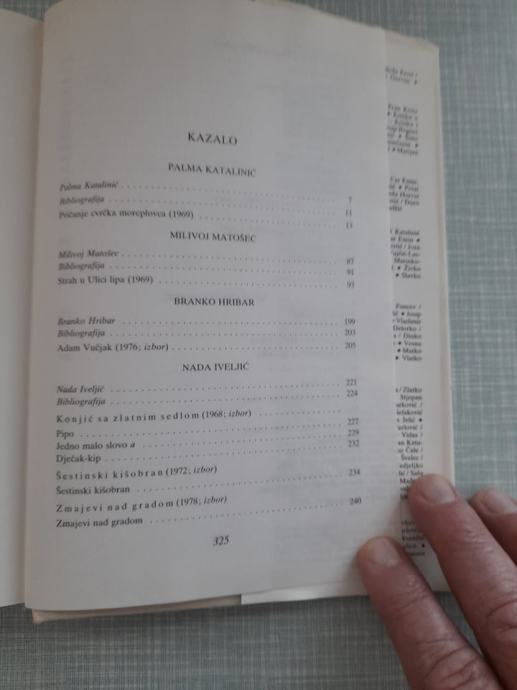 KAZALO
PALMA KATALINIĆ
Palma Katalinić . . . . . . . . . . 7
Bibliografija . . . . . . . . . . 11
Pričanje cvrčka moreplovca (1969) . . . . . . . . . . 13
MILIVOJ MATOŠEC
Milivoj Matošec . . . . . . . . . . 87
Bibliografija . . . . . . . . . . 91
Strah u Ulici lipa (1969) . . . . . . . . . . 93
BRANKO HRIBAR
Branko Hribar . . . . . . . . . . 199
Bibliografija . . . . . . . . . . 203
Adam Vučjak (1976; izbor) . . . . . . . . . . 205
NADA IVELJIĆ
Nada Iveljić . . . . . . . . . . 221
Bibliografija . . . . . . . . . . 224
Konjić sa zlatnim sedlom (1968; izbor)
Pipo . . . . . . . . . . 227
Jedno malo slovo a . . . . . . . . . . 229
Dječak-kip . . . . . . . . . . 232
Šestinski kišobran (1972; izbor)
Šestinski kišobran . . . . . . . . . . 234
Zmajevi nad gradom (1978; izbor)
Zmajevi nad gradom . . . . . . . . . . 240
325